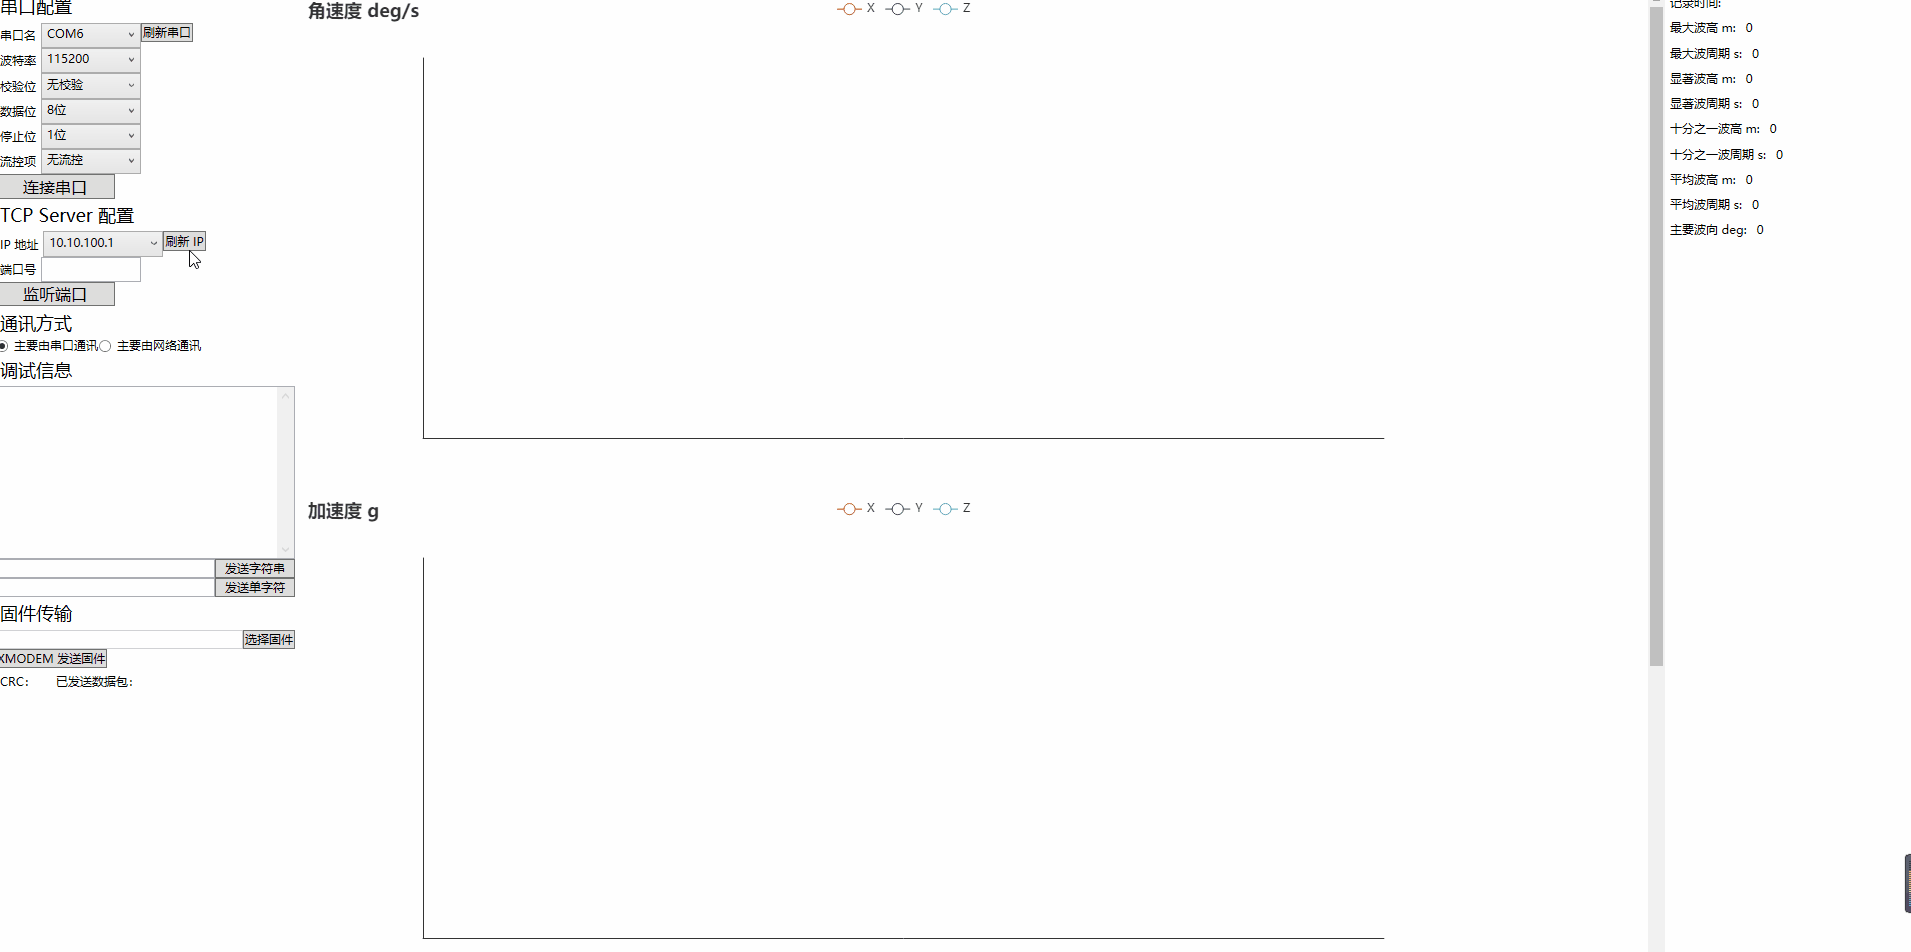 串口配置
串口名 COM6 刷新串口
波特率 115200
校验位 无校验
数据位 8位
停止位 1位
流控项 无流控
连接串口
TCP Server 配置
IP 地址 10.10.100.1 刷新 IP
端口号
监听端口
通讯方式
主要由串口通讯 主要由网络通讯
调试信息
发送字符串
发送单字符
固件传输
选择固件
XMODEM 发送固件
CRC: 已发送数据包:
角速度 deg/s
X Y Z
加速度 g
X Y Z
记录时间:
最大波高 m: 0
最大波周期 s: 0
显著波高 m: 0
显著波周期 s: 0
十分之一波高 m: 0
十分之一波周期 s: 0
平均波高 m: 0
平均波周期 s: 0
主要波向 deg: 0